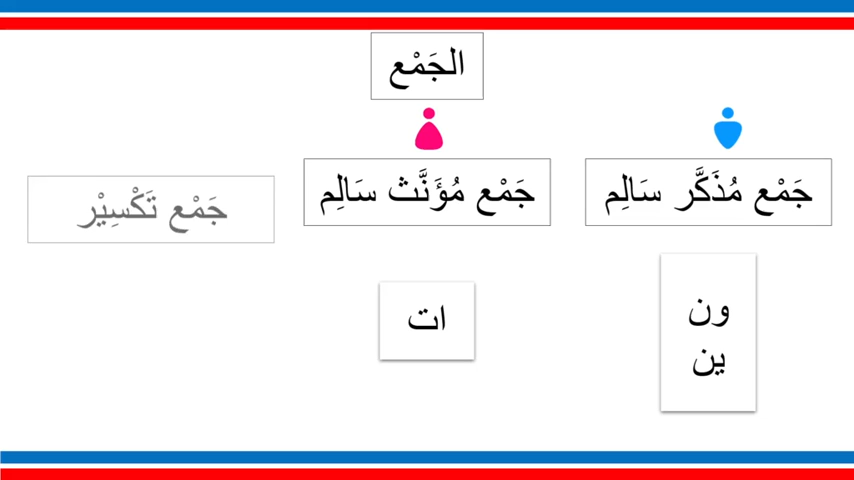 الجَمْع
جَمْع مُذَكَّر سَالِم
جَمْع مُؤَنَّث سَالِم
جَمْع تَكْسِيْر
ون
ين
ات